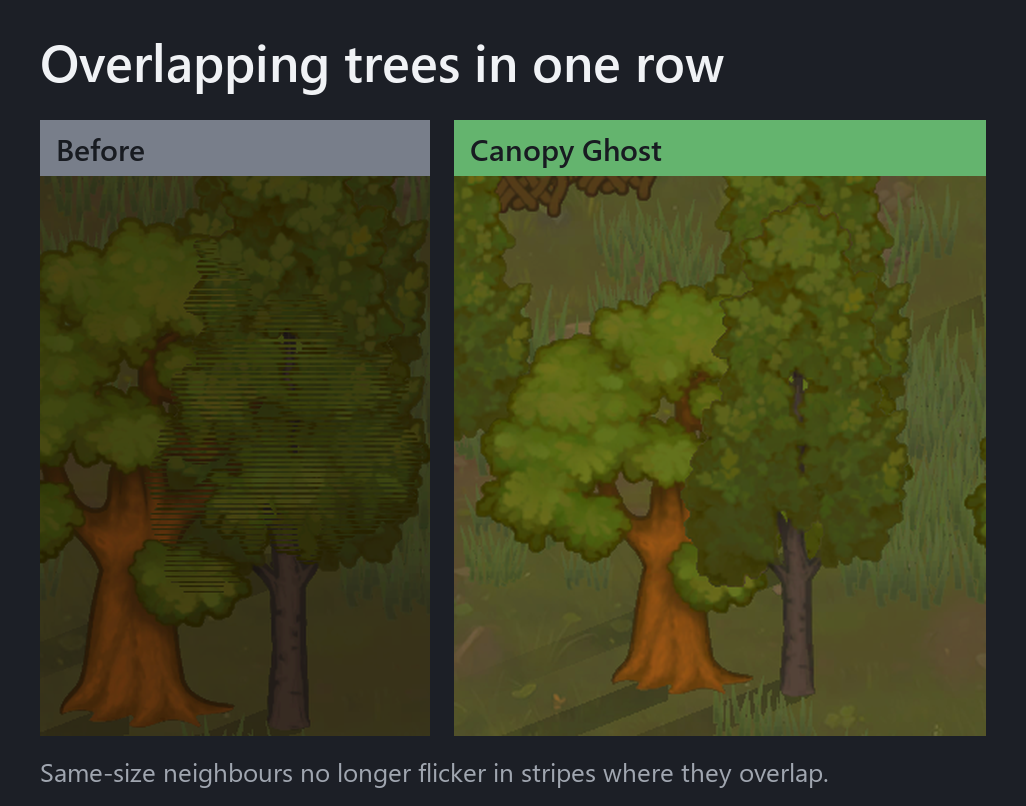 Overlapping trees in one row
Before
Canopy Ghost
Same-size neighbours no longer flicker in stripes where they overlap.